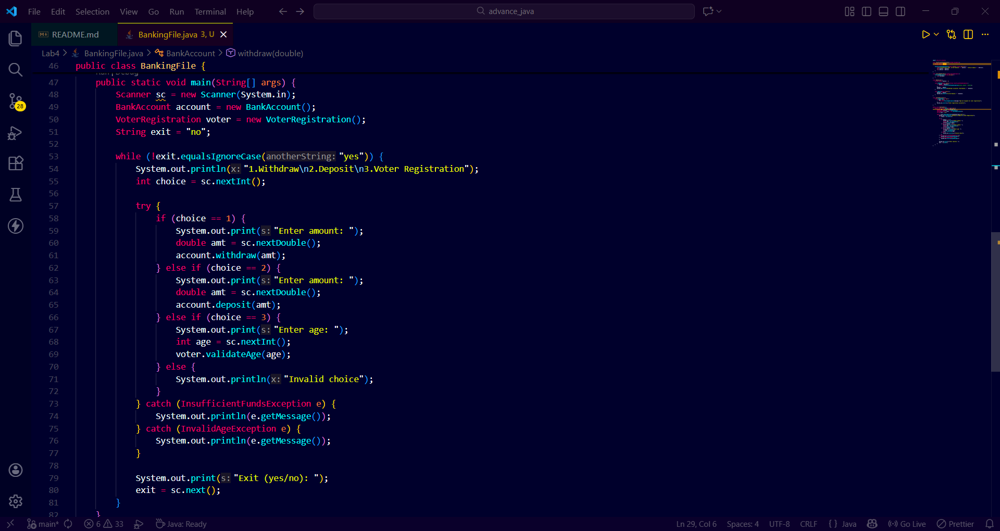 File Edit Selection View Go Run Terminal Help
advance_java
README.md
BankingFile.java 3, U
Lab4 > BankingFile.java > BankAccount > withdraw(double)
46 public class BankingFile {
Run | Debug
47 public static void main(String[] args) {
48 Scanner sc = new Scanner(System.in);
49 BankAccount account = new BankAccount();
50 VoterRegistration voter = new VoterRegistration();
51 String exit = "no";
52
53 while (!exit.equalsIgnoreCase(anotherString: "yes")) {
54 System.out.println(x: "1.Withdraw\n2.Deposit\n3.Voter Registration");
55 int choice = sc.nextInt();
56
57 try {
58 if (choice == 1) {
59 System.out.print(s: "Enter amount: ");
60 double amt = sc.nextDouble();
61 account.withdraw(amt);
62 } else if (choice == 2) {
63 System.out.print(s: "Enter amount: ");
64 double amt = sc.nextDouble();
65 account.deposit(amt);
66 } else if (choice == 3) {
67 System.out.print(s: "Enter age: ");
68 int age = sc.nextInt();
69 voter.validateAge(age);
70 } else {
71 System.out.println(x: "Invalid choice");
72 }
73 } catch (InsufficientFundsException e) {
74 System.out.println(e.getMessage());
75 } catch (InvalidAgeException e) {
76 System.out.println(e.getMessage());
77 }
78
79 System.out.print(s: "Exit (yes/no): ");
80 exit = sc.next();
81 }
82 }
28
main* 6 33 Java: Ready Ln 29, Col 6 Spaces: 4 UTF-8 CRLF {} Java Go Live Prettier